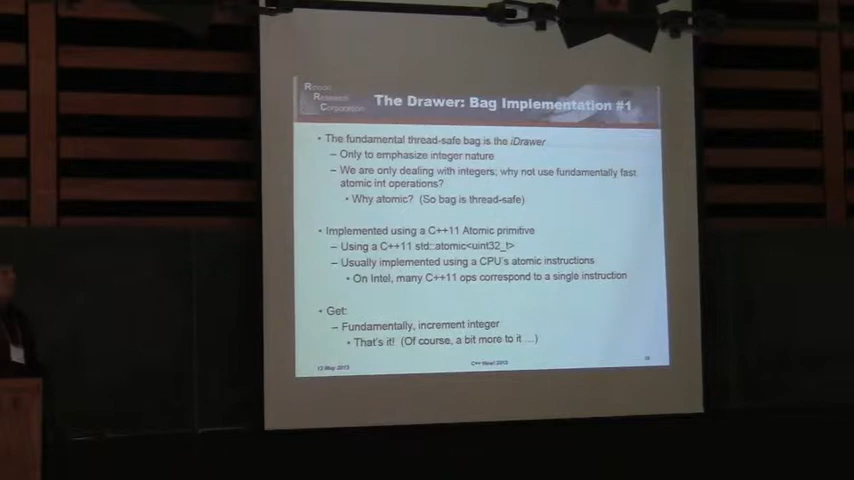 Research
Corporation
The Drawer: Bag Implementation #1
• The fundamental thread-safe bag is the iDrawer
– Only to emphasize integer nature
– We are only dealing with integers; why not use fundamentally fast
atomic int operations?
• Why atomic? (So bag is thread-safe)
• Implemented using a C++11 Atomic primitive
– Using a C++11 std::atomic<uint32_t>
– Usually implemented using a CPU's atomic instructions
• On Intel, many C++11 ops correspond to a single instruction
• Get:
– Fundamentally, increment integer
• That's it! (Of course, a bit more to it ...)
C++ Now! 2013